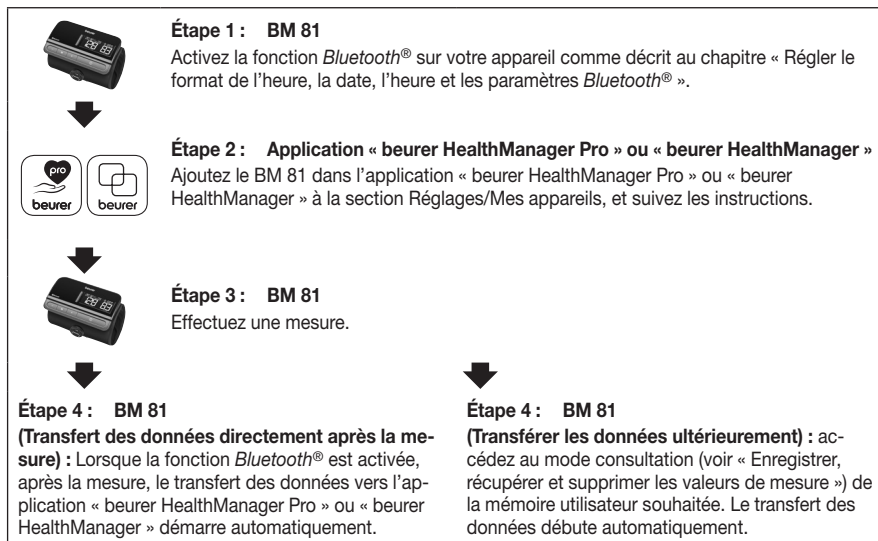 Étape 1 : BM 81
Activez la fonction Bluetooth® sur votre appareil comme décrit au chapitre « Régler le
format de l’heure, la date, l’heure et les paramètres Bluetooth® ».
Étape 2 : Application « beurer HealthManager Pro » ou « beurer HealthManager »
Ajoutez le BM 81 dans l’application « beurer HealthManager Pro » ou « beurer
HealthManager » à la section Réglages/Mes appareils, et suivez les instructions.
pro
beurer
beurer
Étape 3 : BM 81
Effectuez une mesure.
Étape 4 : BM 81
(Transfert des données directement après la me-
sure) : Lorsque la fonction Bluetooth® est activée,
après la mesure, le transfert des données vers l’ap-
plication « beurer HealthManager Pro » ou « beurer
HealthManager » démarre automatiquement.
Étape 4 : BM 81
(Transférer les données ultérieurement) : ac-
cédez au mode consultation (voir « Enregistrer,
récupérer et supprimer les valeurs de mesure ») de
la mémoire utilisateur souhaitée. Le transfert des
données débute automatiquement.